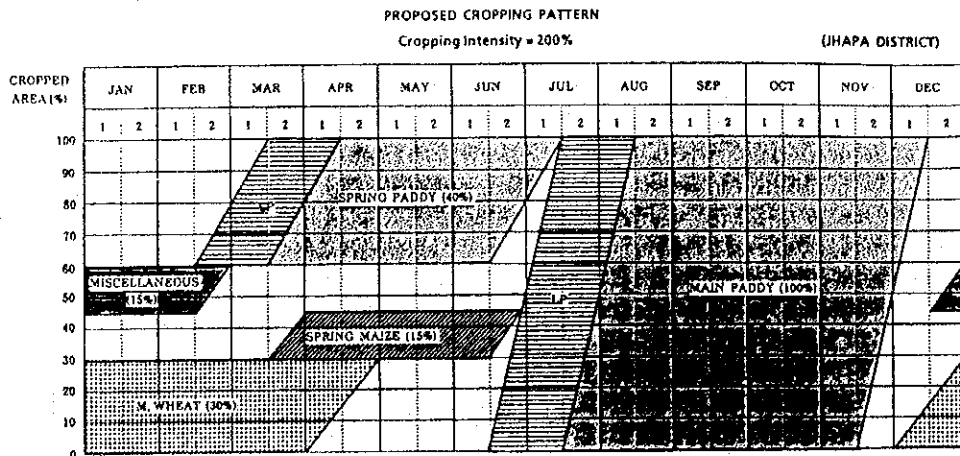 PROPOSED CROPPING PATTERN
Cropping Intensity = 200%
(JHAPA DISTRICT)
CROPPED AREA (%)
JAN FEB MAR APR MAY JUN JUL AUG SEP OCT NOV DEC
1 2 1 2 1 2 1 2 1 2 1 2 1 2 1 2 1 2 1 2 1 2 1 2
100
90
80
SPRING PADDY (40%)
70
60
MISCELLANEOUS
(15%)
50
MAIN PADDY (100%)
LP
40
SPRING MAIZE (15%)
30
20
M. WHEAT (30%)
10
0